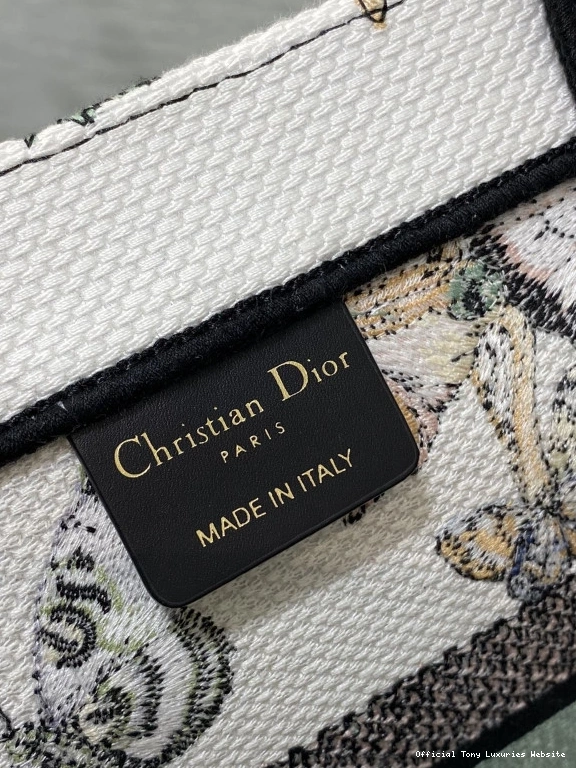 Christian Dior
PARIS
MADE IN ITALY
Official Tony Luxuries Website